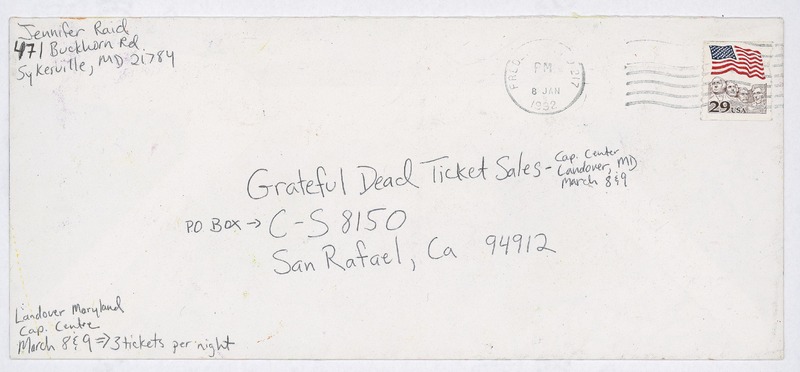 Jennifer Raid
471 Buckhorn Rd.
Sykerville, MD 21784
217
PM
8 JAN
1992
29 USA
Grateful Dead Ticket Sales - Cap. Center
Landover, MD
March 8 & 9
PO BOX → C-S 8150
San Rafael, Ca 94912
Landover Maryland
Cap. Centre
March 8 & 9 ⇒ 3 tickets per night